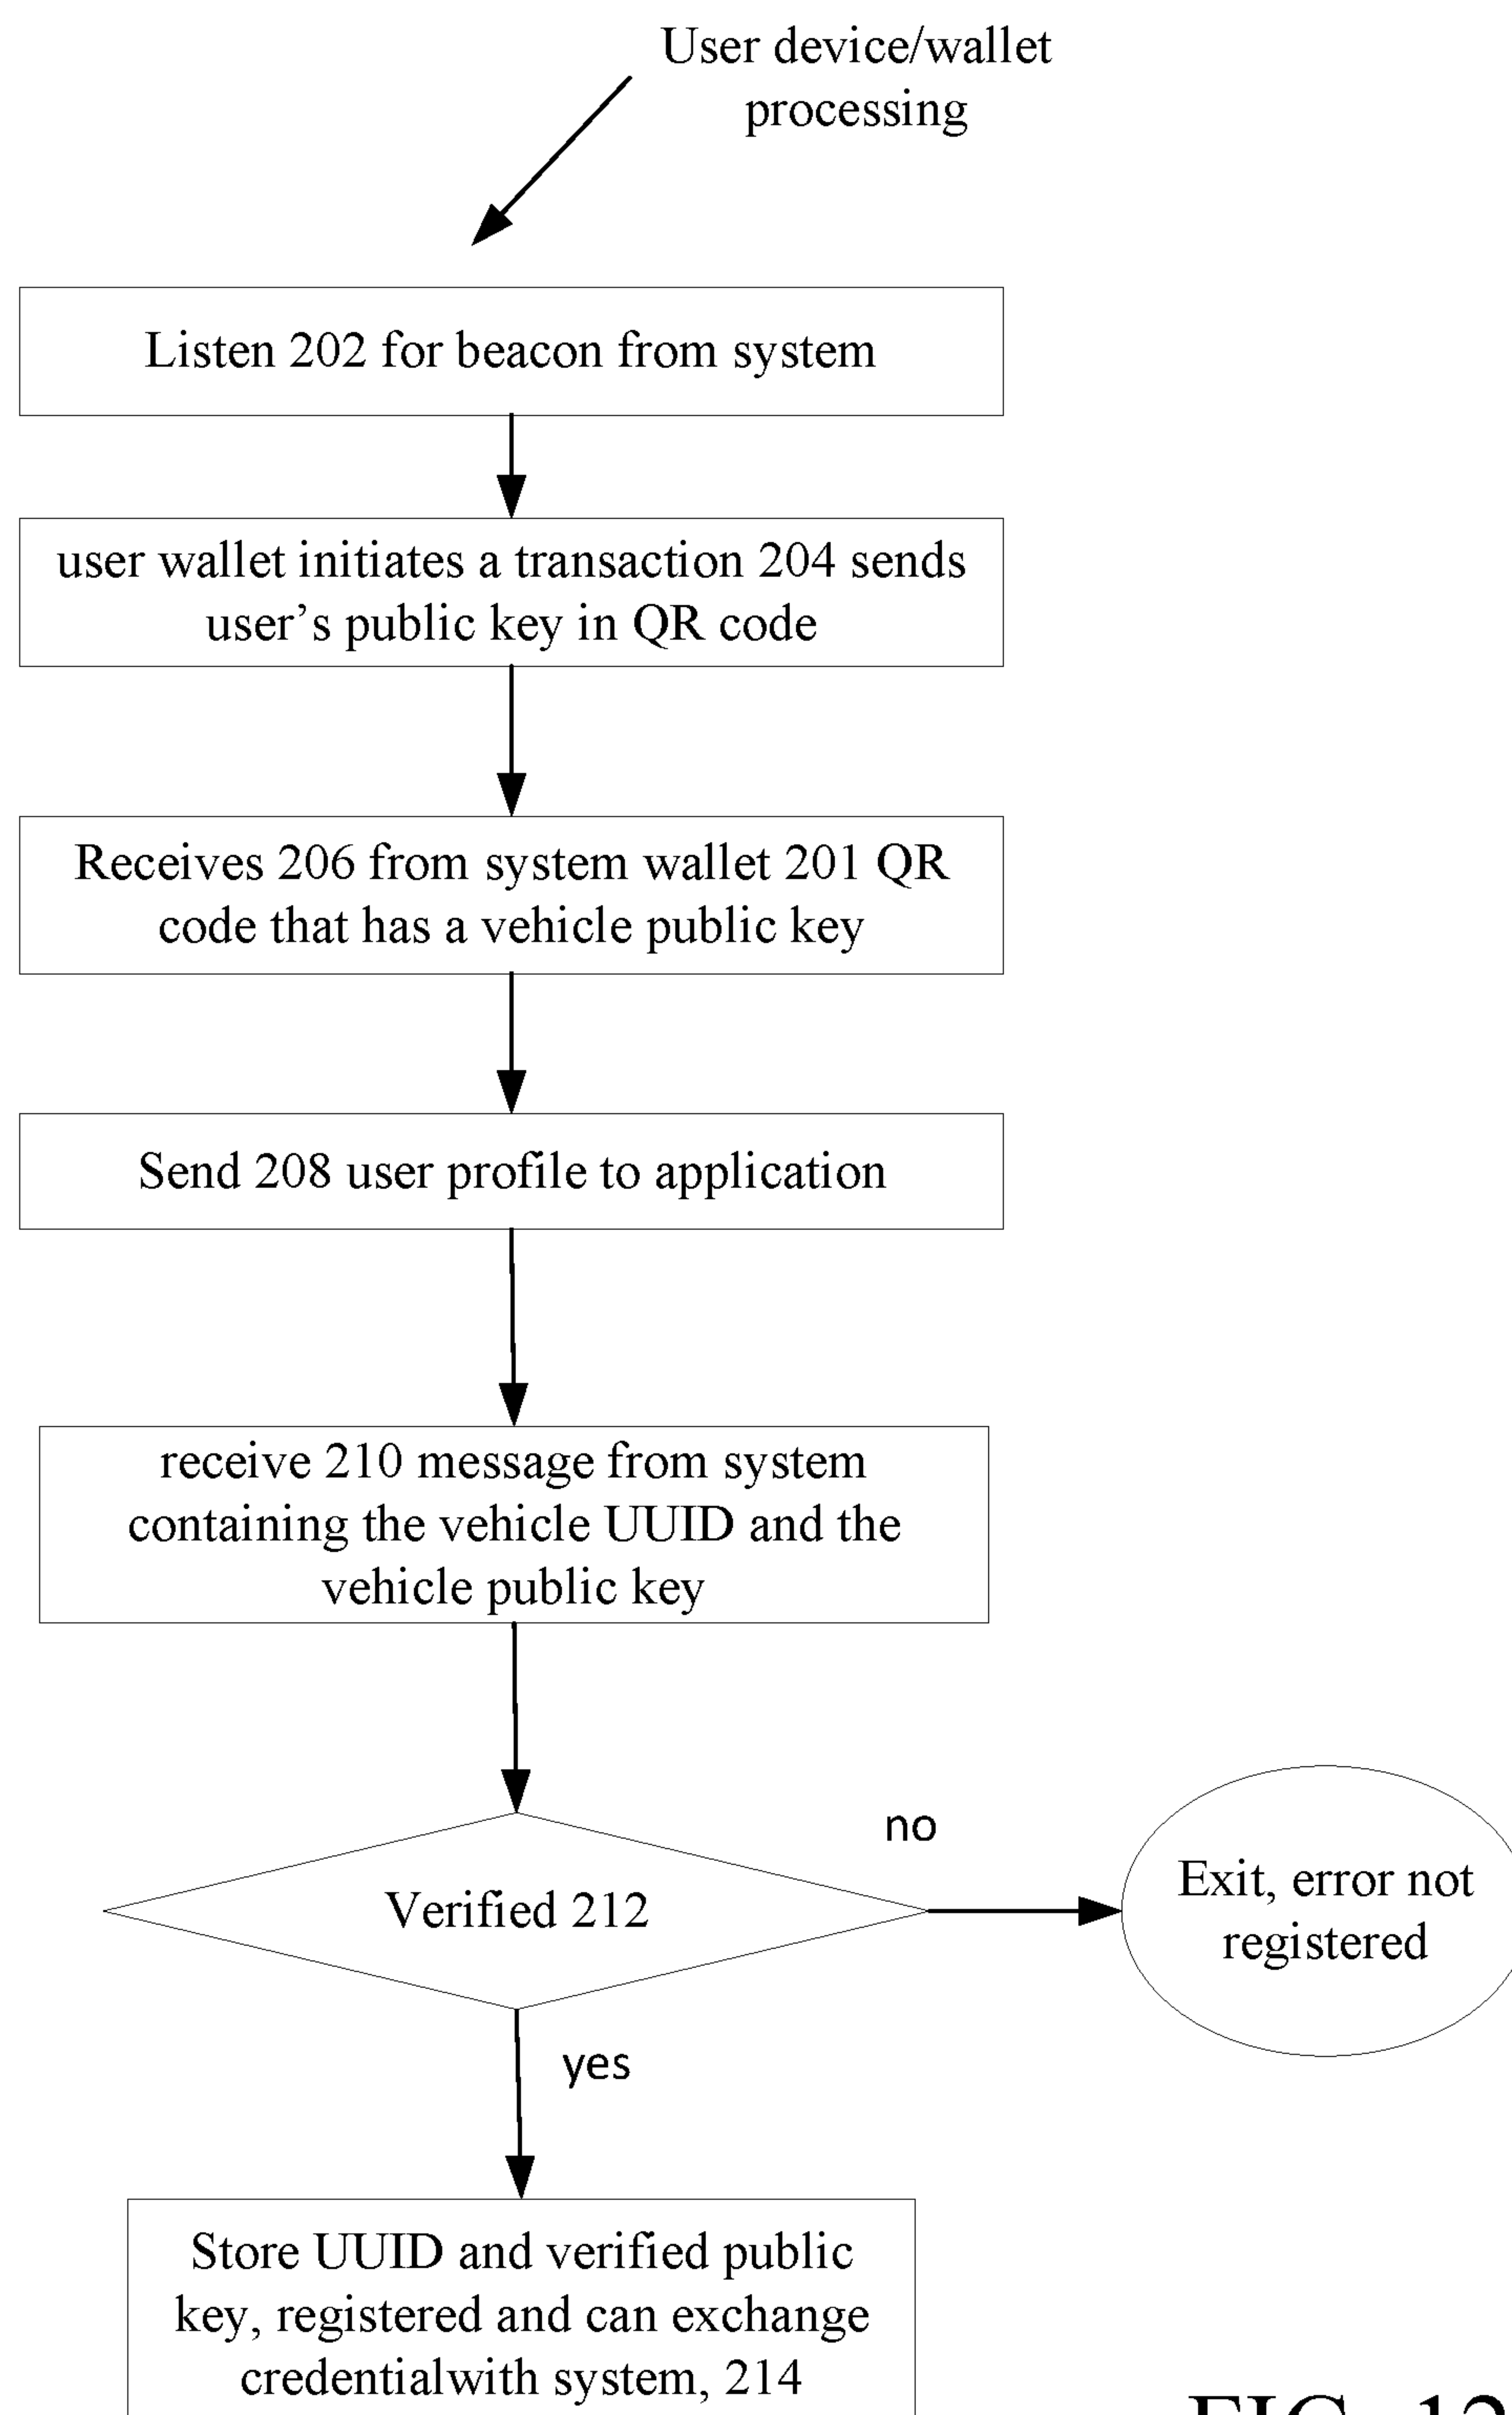 User device/wallet
processing
Listen 202 for beacon from system
user wallet initiates a transaction 204 sends
user’s public key in QR code
Receives 206 from system wallet 201 QR
code that has a vehicle public key
Send 208 user profile to application
receive 210 message from system
containing the vehicle UUID and the
vehicle public key
Verified 212
no
Exit, error not
registered
yes
Store UUID and verified public
key, registered and can exchange
credentialwith system, 214